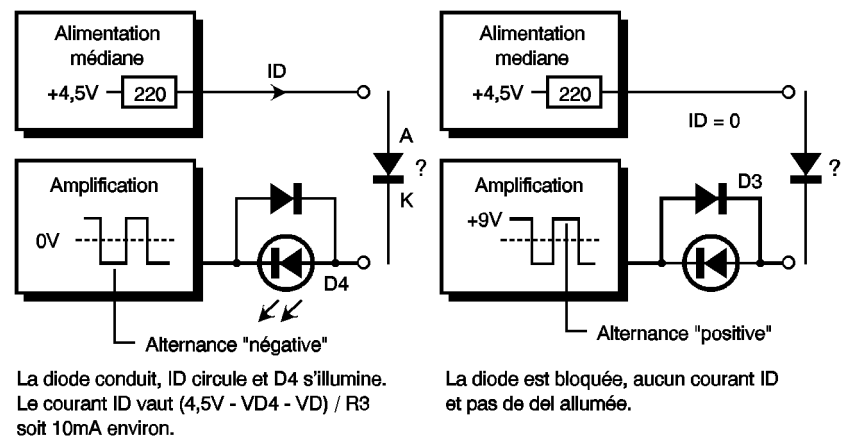 Alimentation
médiane
+4,5V
220
ID
A
?
K
Amplification
0V
D4
Alternance "négative"
La diode conduit, ID circule et D4 s'illumine.
Le courant ID vaut (4,5V - VD4 - VD) / R3
soit 10mA environ.
Alimentation
mediane
+4,5V
220
ID = 0
?
Amplification
+9V
D3
Alternance "positive"
La diode est bloquée, aucun courant ID
et pas de del allumée.